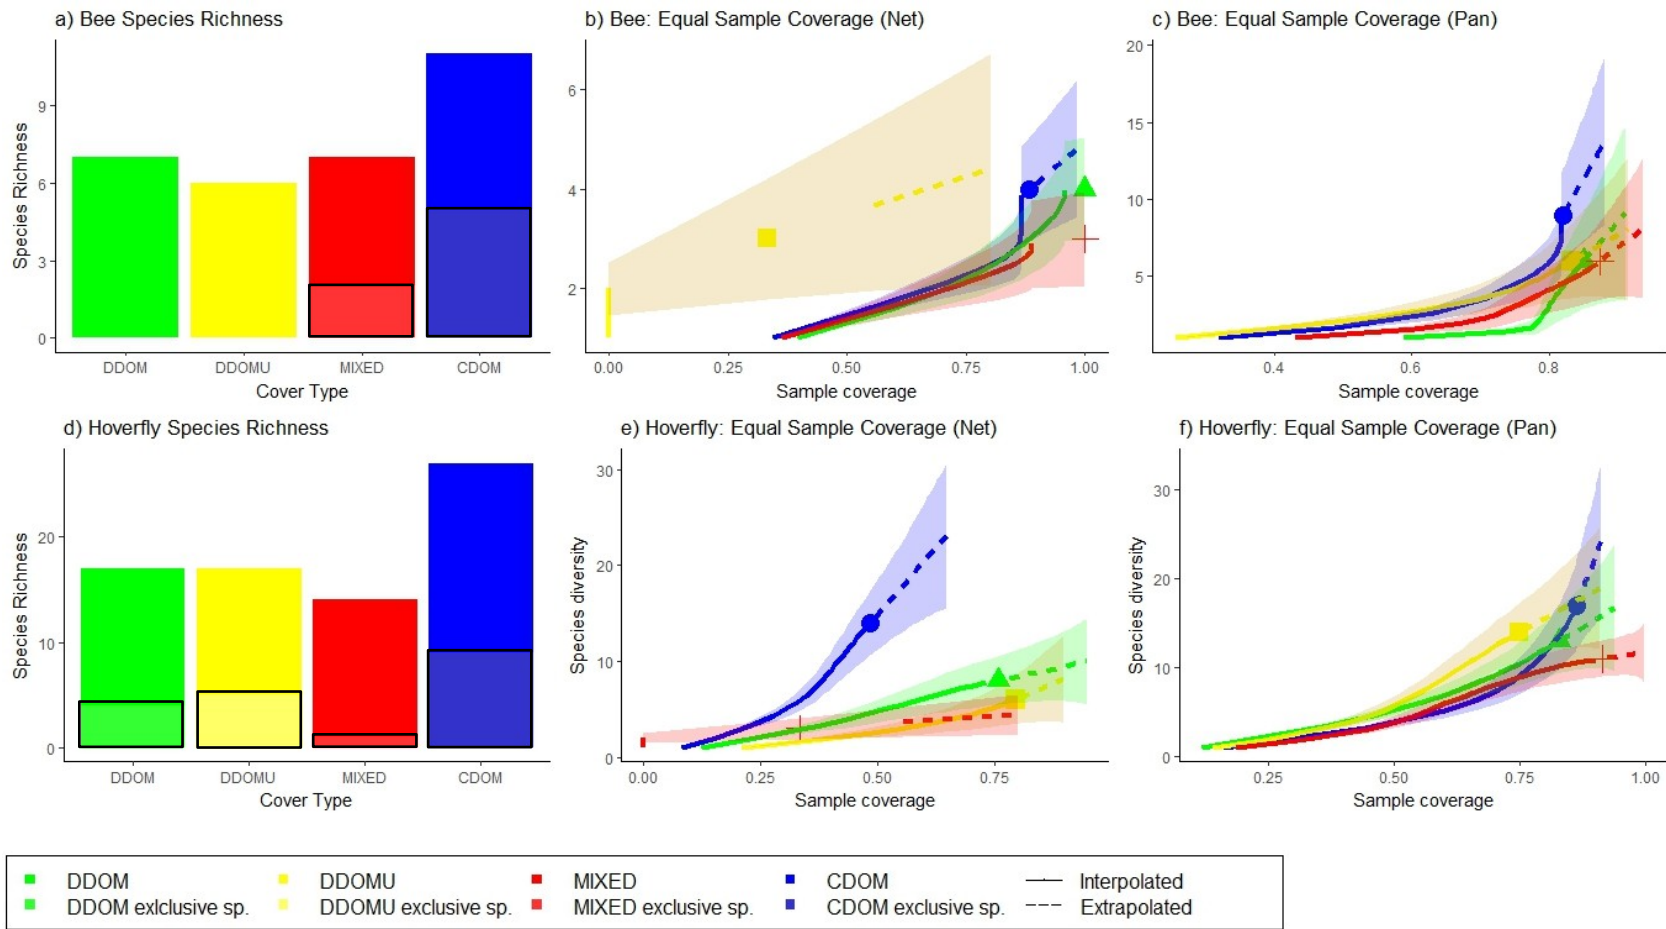 a) Bee Species Richness
b) Bee: Equal Sample Coverage (Net)
c) Bee: Equal Sample Coverage (Pan)
Species Richness
9
6
3
0
DDOM DDOMU MIXED CDOM
Cover Type
6
4
2
0.00 0.25 0.50 0.75 1.00
Sample coverage
20
15
10
5
0.4 0.6 0.8
Sample coverage
d) Hoverfly Species Richness
e) Hoverfly: Equal Sample Coverage (Net)
f) Hoverfly: Equal Sample Coverage (Pan)
Species Richness
20
10
0
DDOM DDOMU MIXED CDOM
Cover Type
Species diversity
30
20
10
0
0.00 0.25 0.50 0.75
Sample coverage
Species diversity
30
20
10
0
0.25 0.50 0.75 1.00
Sample coverage
DDOM DDOMU MIXED CDOM Interpolated
DDOM exlclusive sp. DDOMU exclusive sp. MIXED exclusive sp. CDOM exclusive sp. Extrapolated